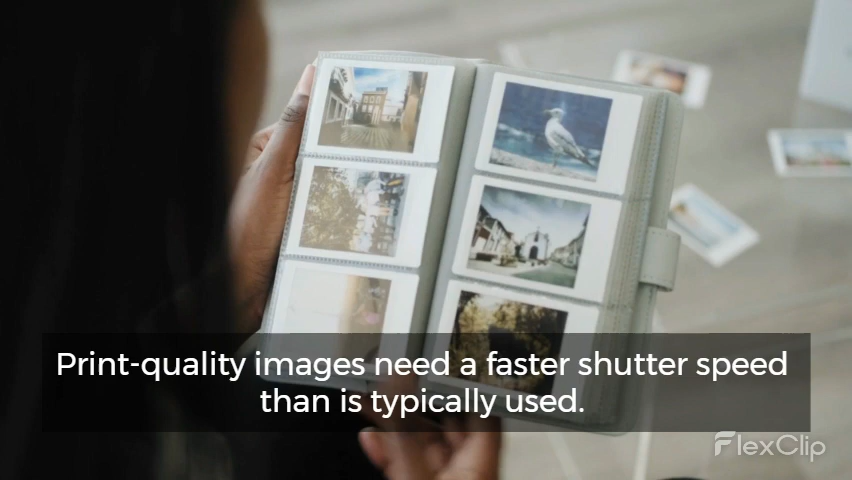 Print-quality images need a faster shutter speed
than is typically used.
FlexClip